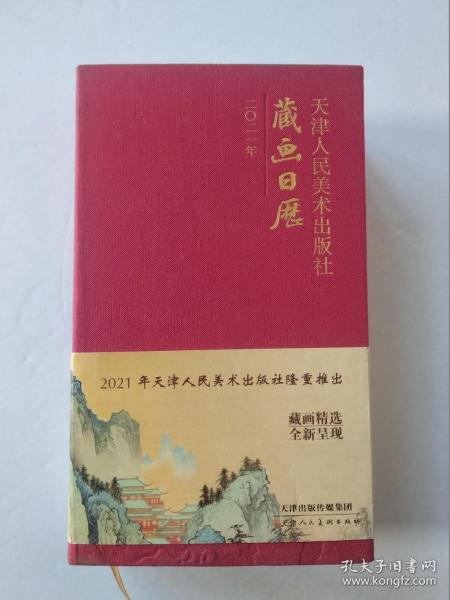 天津人民美术出版社
藏画日历
二〇二一年
2021年天津人民美术出版社隆重推出
藏画精选
全新呈现
天津出版传媒集团
天津人民美术出版社
孔夫子旧书网
www.kongfz.com